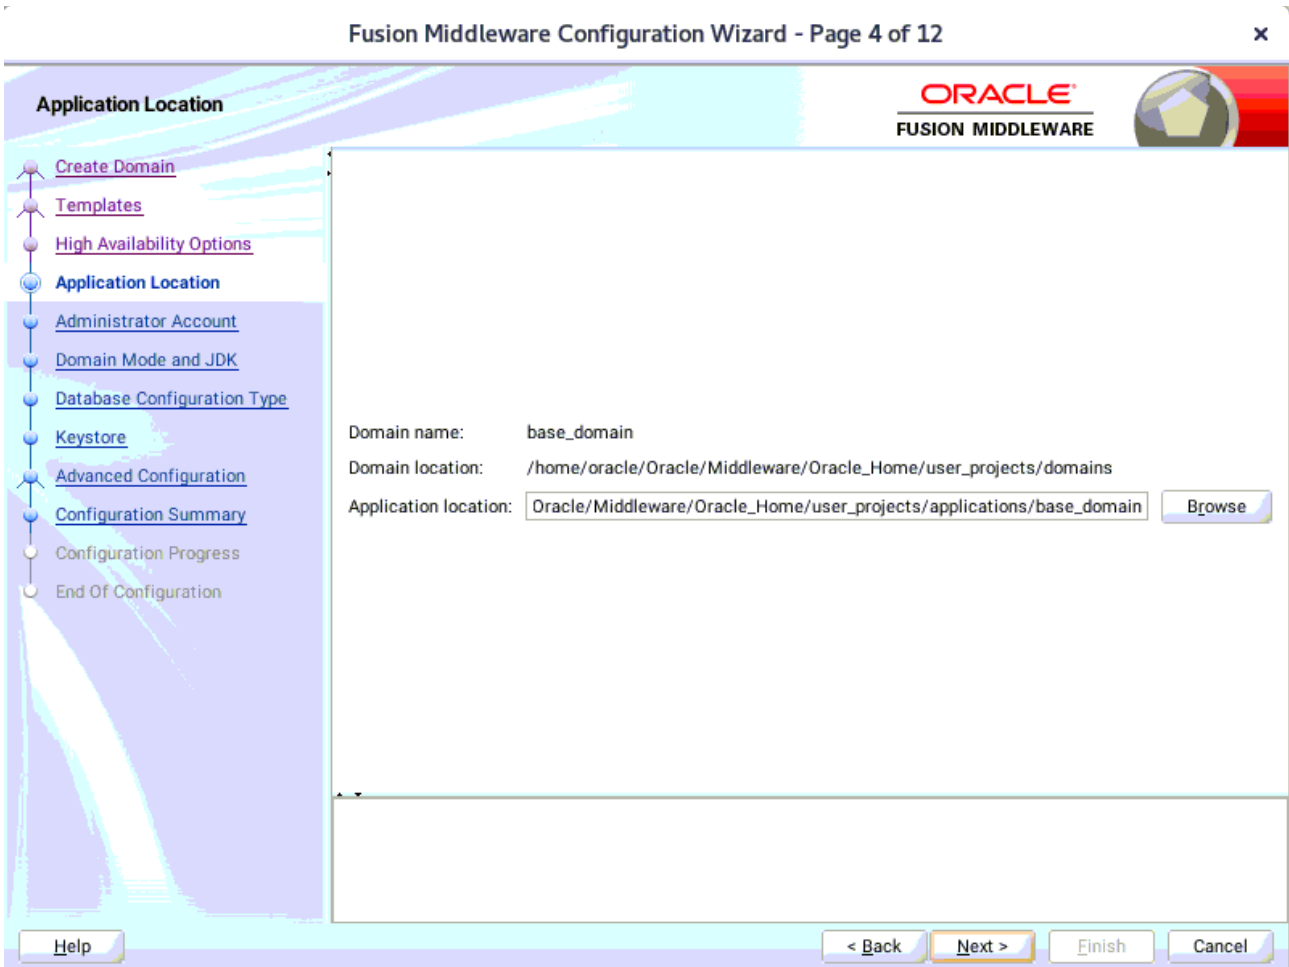 Fusion Middleware Configuration Wizard - Page 4 of 12
Application Location
ORACLE
FUSION MIDDLEWARE
Create Domain
Templates
High Availability Options
Application Location
Administrator Account
Domain Mode and JDK
Database Configuration Type
Keystore
Advanced Configuration
Configuration Summary
Configuration Progress
End Of Configuration
Domain name: base_domain
Domain location: /home/oracle/Oracle/Middleware/Oracle_Home/user_projects/domains
Application location: Oracle/Middleware/Oracle_Home/user_projects/applications/base_domain Browse
Help < Back Next > Finish Cancel